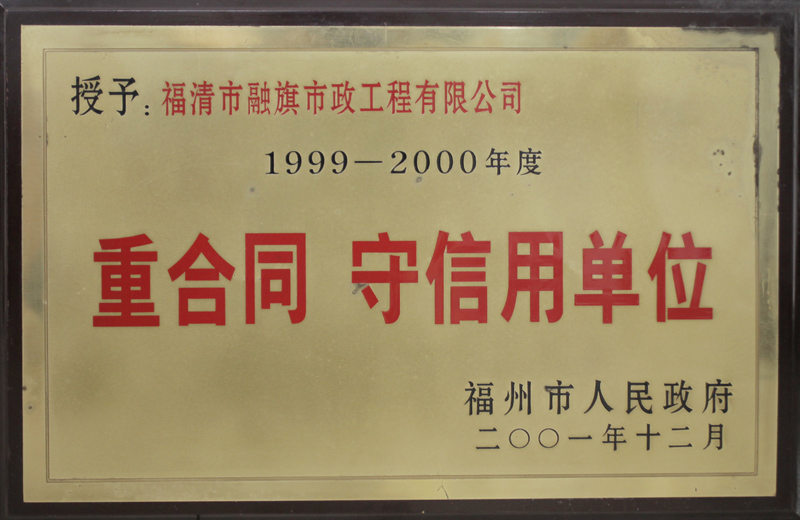 授予：福清市融旗市政工程有限公司
1999—2000年度
重合同 守信用单位
福州市人民政府
二〇〇一年十二月